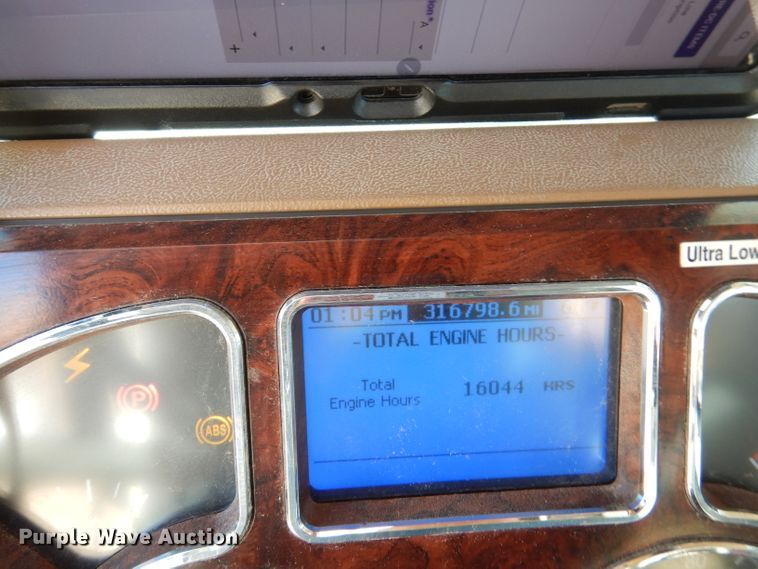 Ultra Low
01:04 PM 316798.6 MI
-TOTAL ENGINE HOURS-
Total
Engine Hours
16044 HRS
P
ABS
Purple Wave Auction